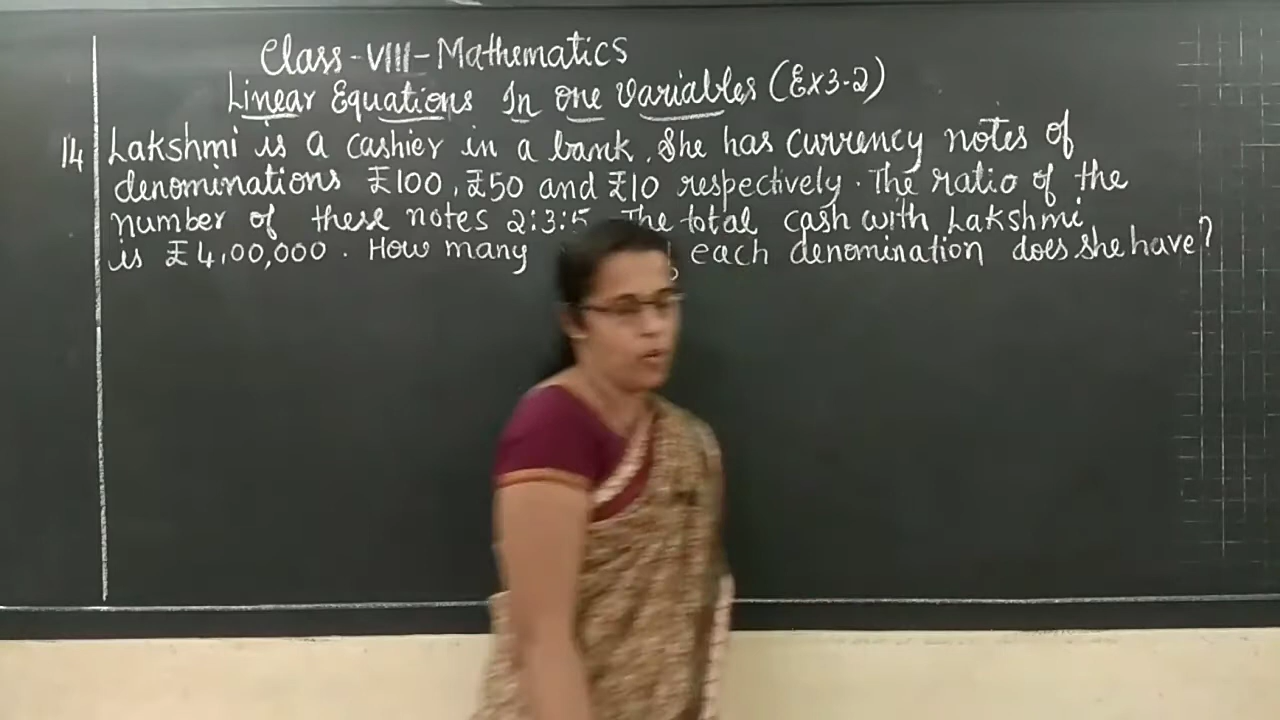 Class-VIII-Mathematics
Linear Equations In one Variables (Ex3-2)
14 Lakshmi is a cashier in a bank. She has currency notes of
denominations ₹100, ₹50 and ₹10 respectively. The ratio of the
number of these notes 2:3:5. The total cash with Lakshmi
is ₹4,00,000. How many each denomination does she have?